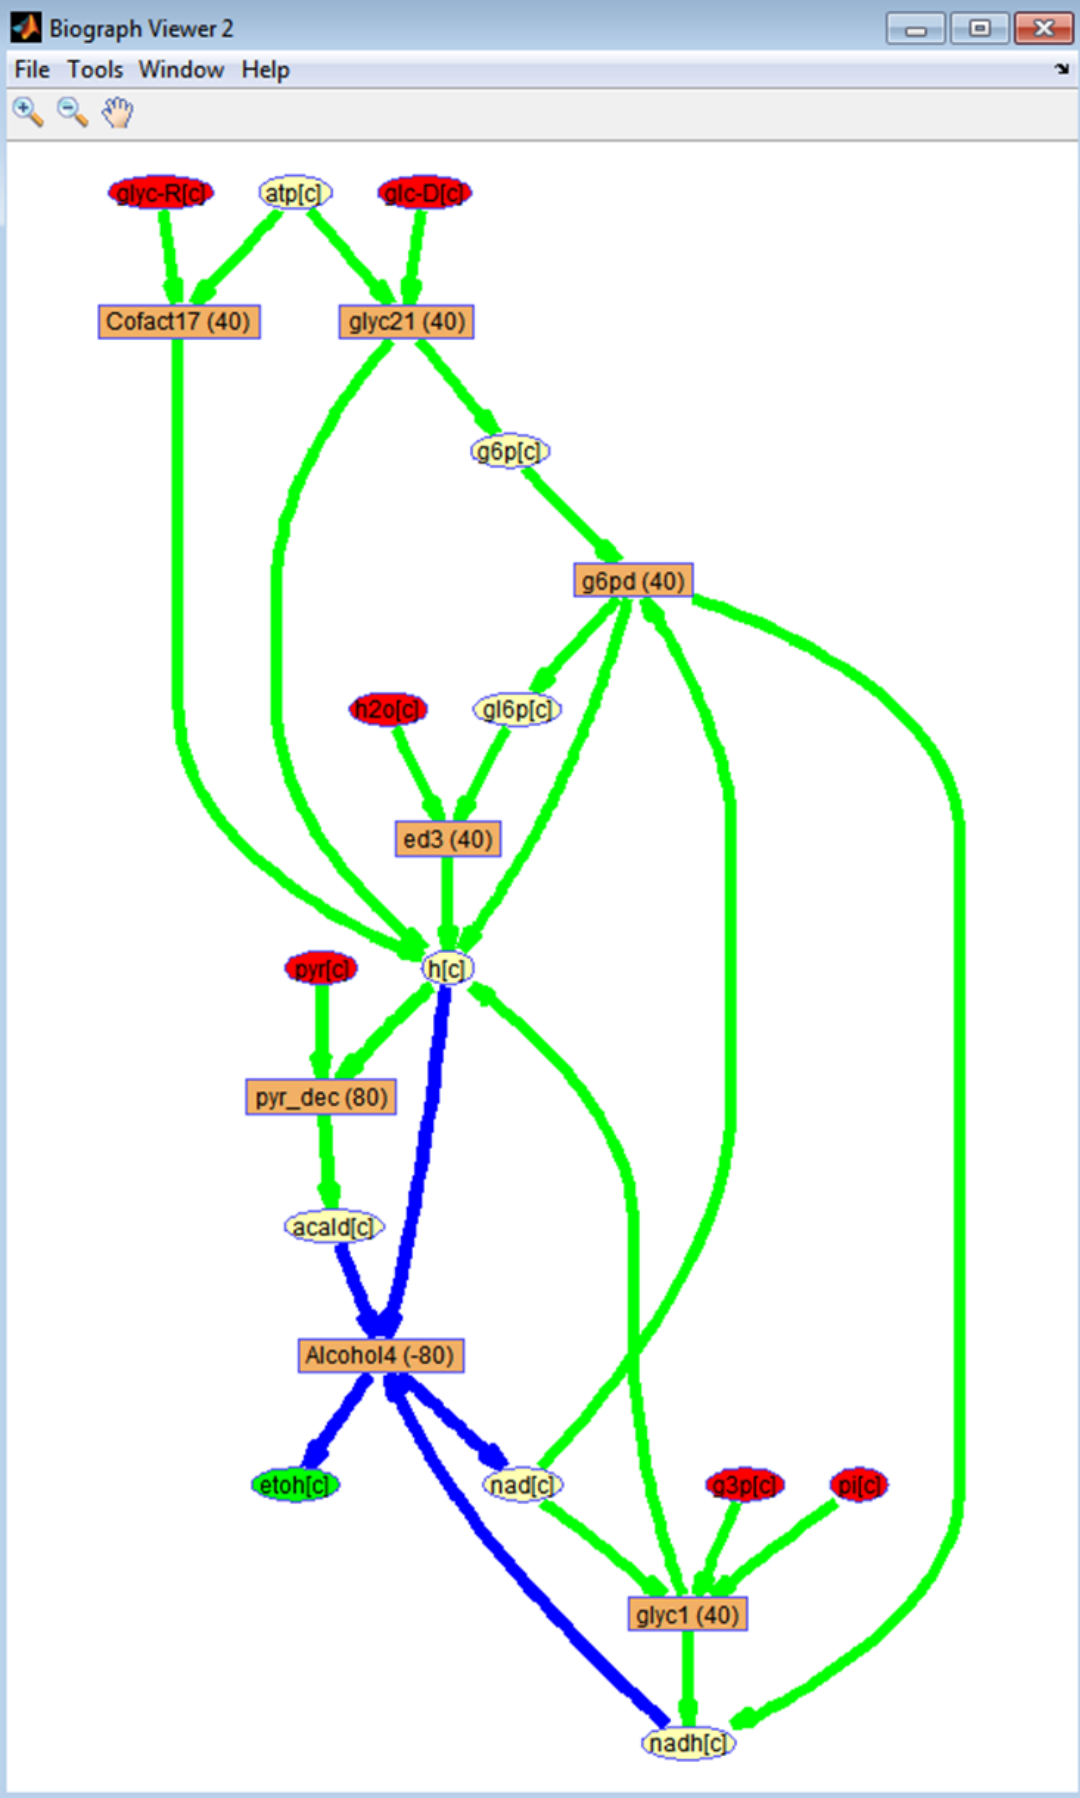 Biograph Viewer 2
File Tools Window Help
glyc-R[c] atp[c] glc-D[c]
Cofact17 (40) glyc21 (40)
g6p[c]
g6pd (40)
h2o[c] gl6p[c]
ed3 (40)
pyr[c] h[c]
pyr_dec (80)
acald[c]
Alcohol4 (-80)
etoh[c] nad[c] g3p[c] pi[c]
glyc1 (40)
nadh[c]